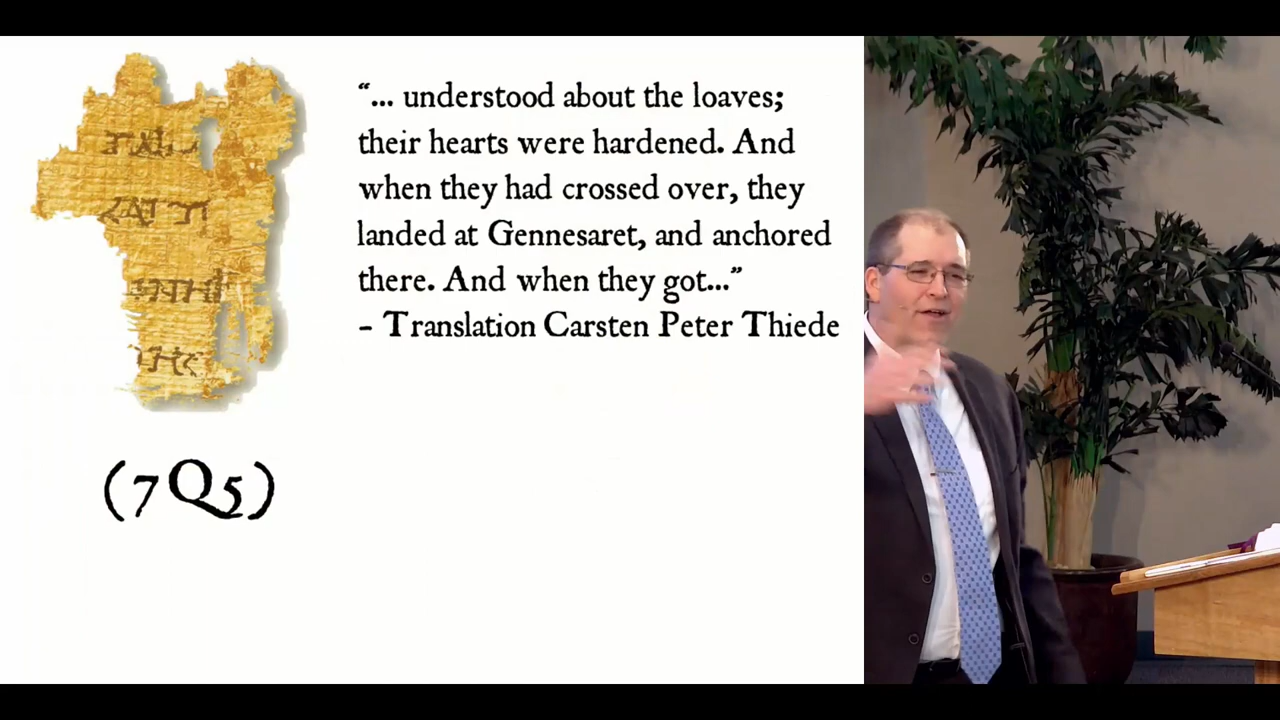 "... understood about the loaves;
their hearts were hardened. And
when they had crossed over, they
landed at Gennesaret, and anchored
there. And when they got..."
- Translation Carsten Peter Thiede
(7Q5)